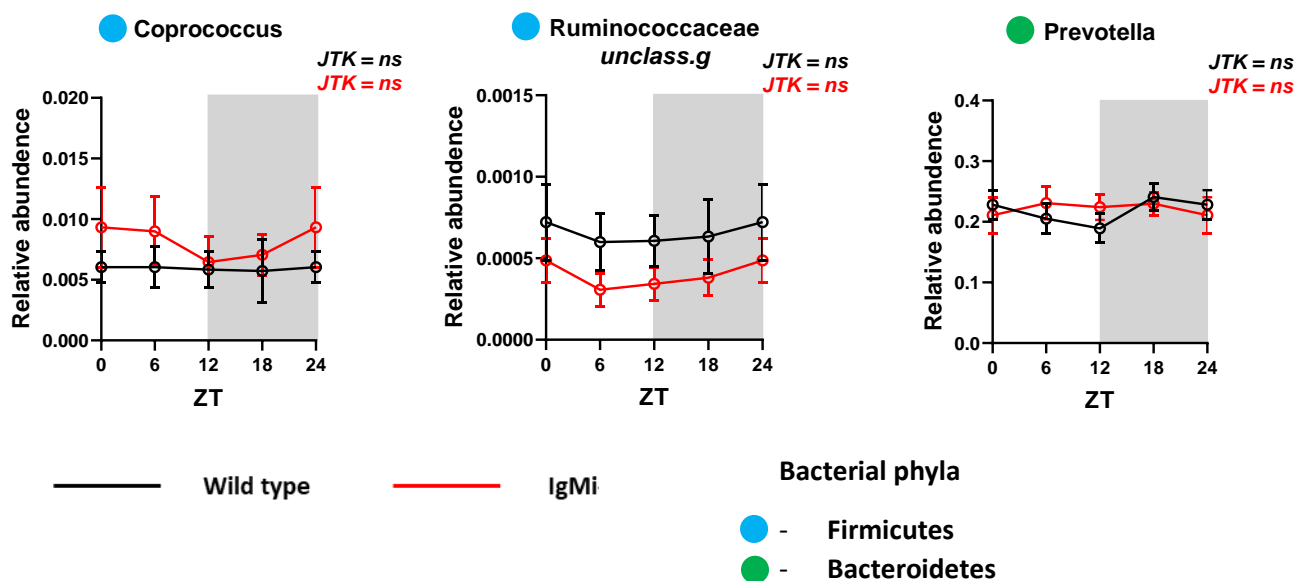 Coprococcus
JTK = ns
JTK = ns
Relative abundence
0.020
0.015
0.010
0.005
0.000
0 6 12 18 24
ZT
Ruminococcaceae
unclass.g
JTK = ns
JTK = ns
Relative abundence
0.0015
0.0010
0.0005
0.0000
0 6 12 18 24
ZT
Prevotella
JTK = ns
JTK = ns
Relative abundence
0.4
0.3
0.2
0.1
0.0
0 6 12 18 24
ZT
Wild type
IgMi
Bacterial phyla
- Firmicutes
- Bacteroidetes